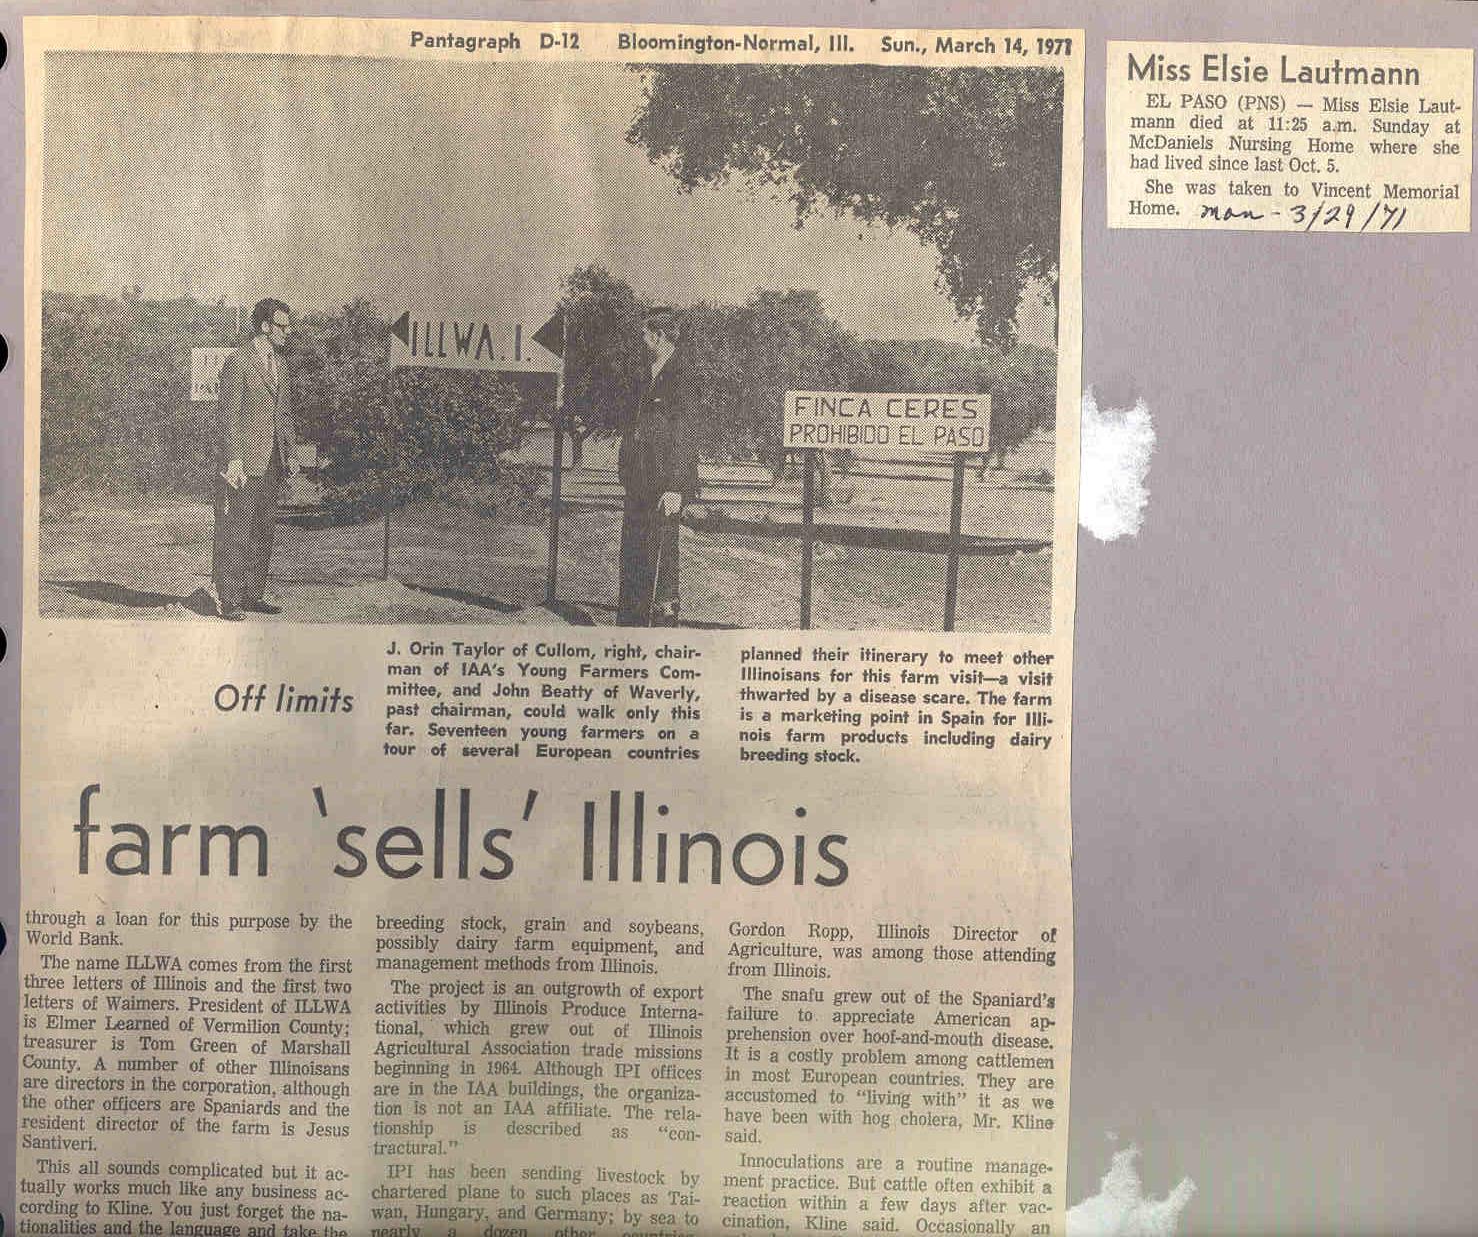 Pantagraph D-12 Bloomington-Normal, Ill. Sun., March 14, 1971
ILLWA.I.
FINCA CERES
PROHIBIDO EL PASO
Off limits
J. Orin Taylor of Cullom, right, chair-
man of IAA's Young Farmers Com-
mittee, and John Beatty of Waverly,
past chairman, could walk only this
far. Seventeen young farmers on a
tour of several European countries
planned their itinerary to meet other
Illinoisans for this farm visit—a visit
thwarted by a disease scare. The farm
is a marketing point in Spain for Illi-
nois farm products including dairy
breeding stock.
farm 'sells' Illinois
through a loan for this purpose by the
World Bank.
The name ILLWA comes from the first
three letters of Illinois and the first two
letters of Waimers. President of ILLWA
is Elmer Learned of Vermilion County;
treasurer is Tom Green of Marshall
County. A number of other Illinoisans
are directors in the corporation, although
the other officers are Spaniards and the
resident director of the farm is Jesus
Santiveri.
This all sounds complicated but it ac-
tually works much like any business ac-
cording to Kline. You just forget the na-
tionalities and the language and take the
breeding stock, grain and soybeans,
possibly dairy farm equipment, and
management methods from Illinois.
The project is an outgrowth of export
activities by Illinois Produce Interna-
tional, which grew out of Illinois
Agricultural Association trade missions
beginning in 1964. Although IPI offices
are in the IAA buildings, the organiza-
tion is not an IAA affiliate. The rela-
tionship is described as "con-
tractural."
IPI has been sending livestock by
chartered plane to such places as Tai-
wan, Hungary, and Germany; by sea to
nearly a dozen other
Gordon Ropp, Illinois Director of
Agriculture, was among those attending
from Illinois.
The snafu grew out of the Spaniard's
failure to appreciate American ap-
prehension over hoof-and-mouth disease.
It is a costly problem among cattlemen
in most European countries. They are
accustomed to "living with" it as we
have been with hog cholera, Mr. Kline
said.
Innoculations are a routine manage-
ment practice. But cattle often exhibit a
reaction within a few days after vac-
cination, Kline said. Occasionally an
Miss Elsie Lautmann
EL PASO (PNS) — Miss Elsie Laut-
mann died at 11:25 a.m. Sunday at
McDaniels Nursing Home where she
had lived since last Oct. 5.
She was taken to Vincent Memorial
Home. mon - 3/29/71